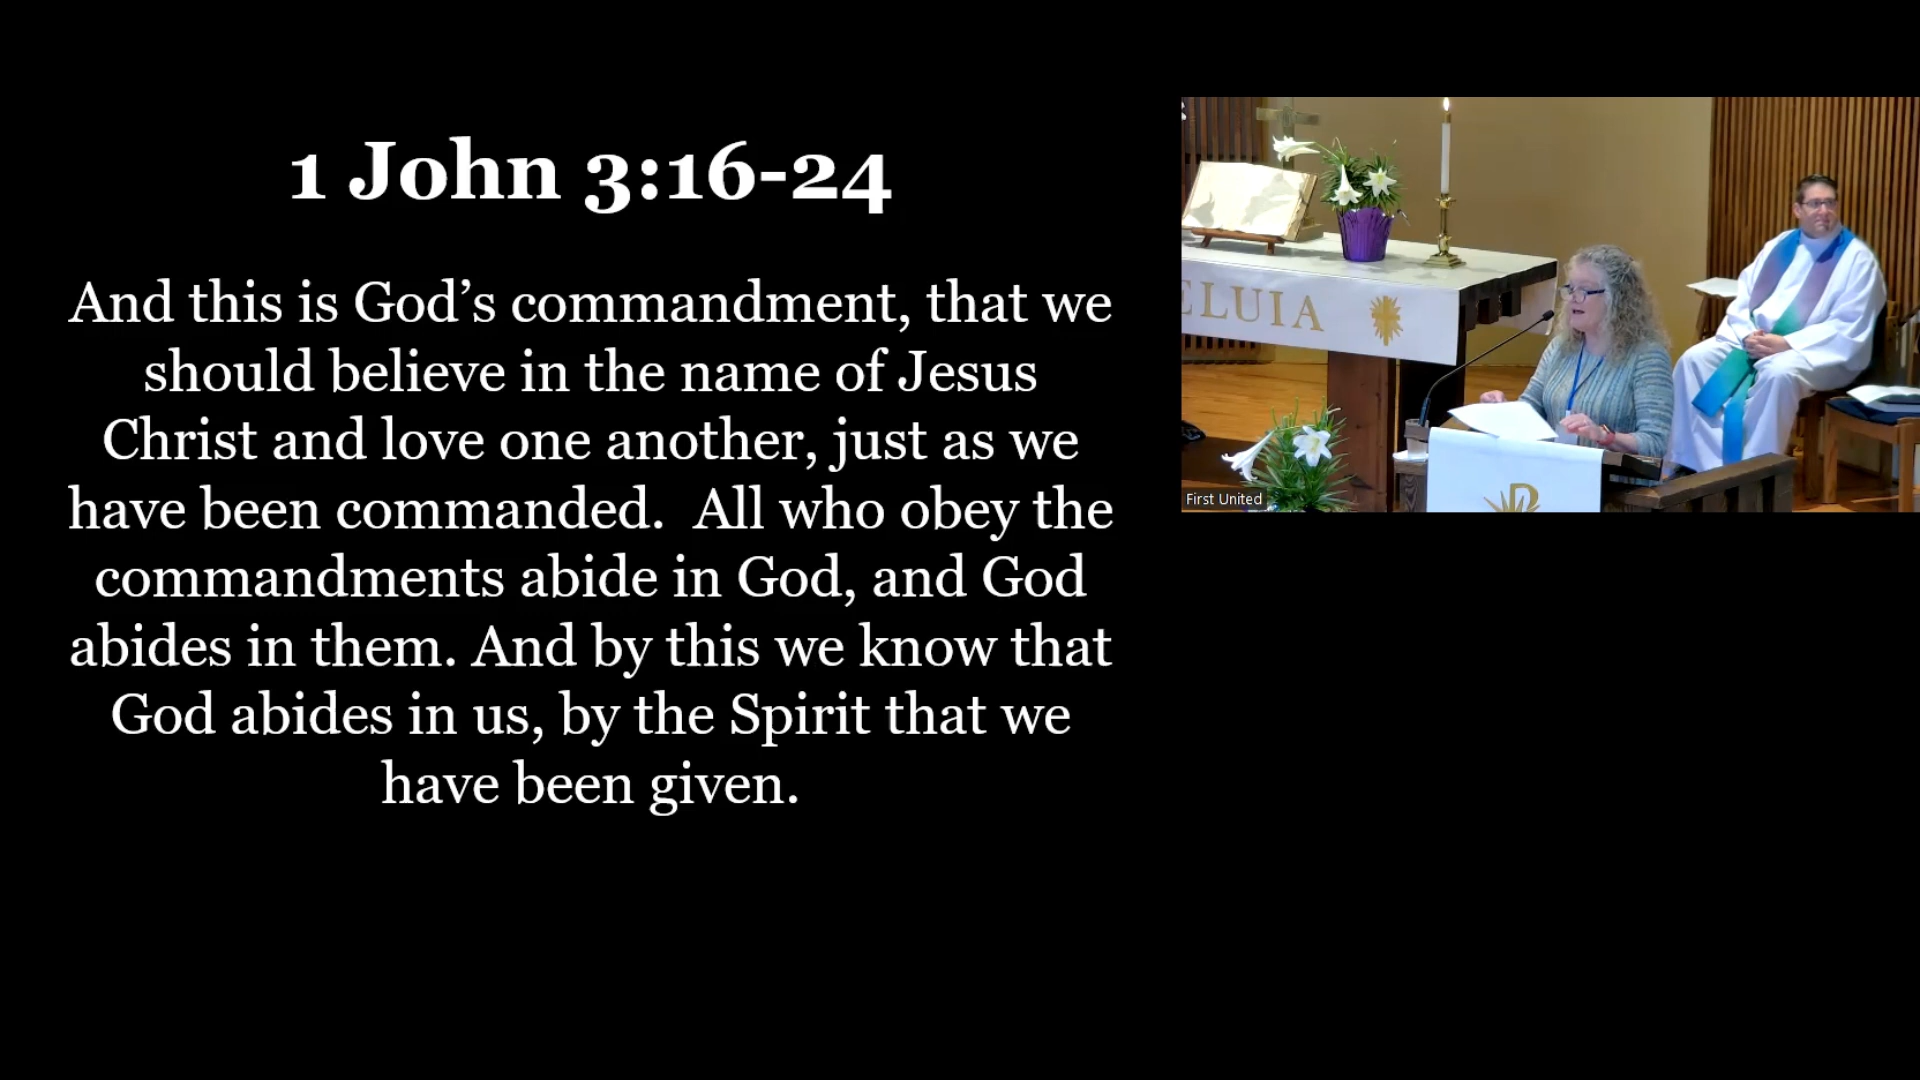 1 John 3:16-24
And this is God’s commandment, that we
should believe in the name of Jesus
Christ and love one another, just as we
have been commanded.  All who obey the
commandments abide in God, and God
abides in them. And by this we know that
God abides in us, by the Spirit that we
have been given.
ELUIA
First United